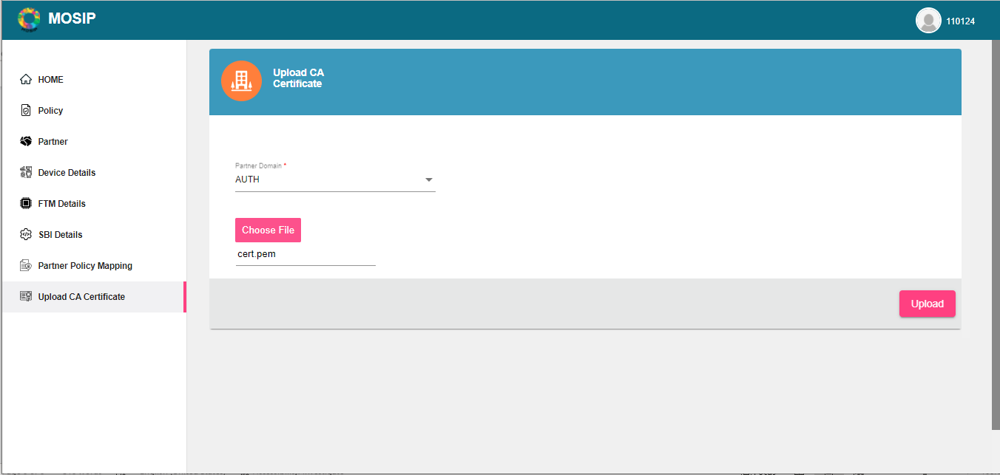 MOSIP
110124
HOME
Policy
Partner
Device Details
FTM Details
SBI Details
Partner Policy Mapping
Upload CA Certificate
Upload CA
Certificate
Partner Domain *
AUTH
Choose File
cert.pem
Upload